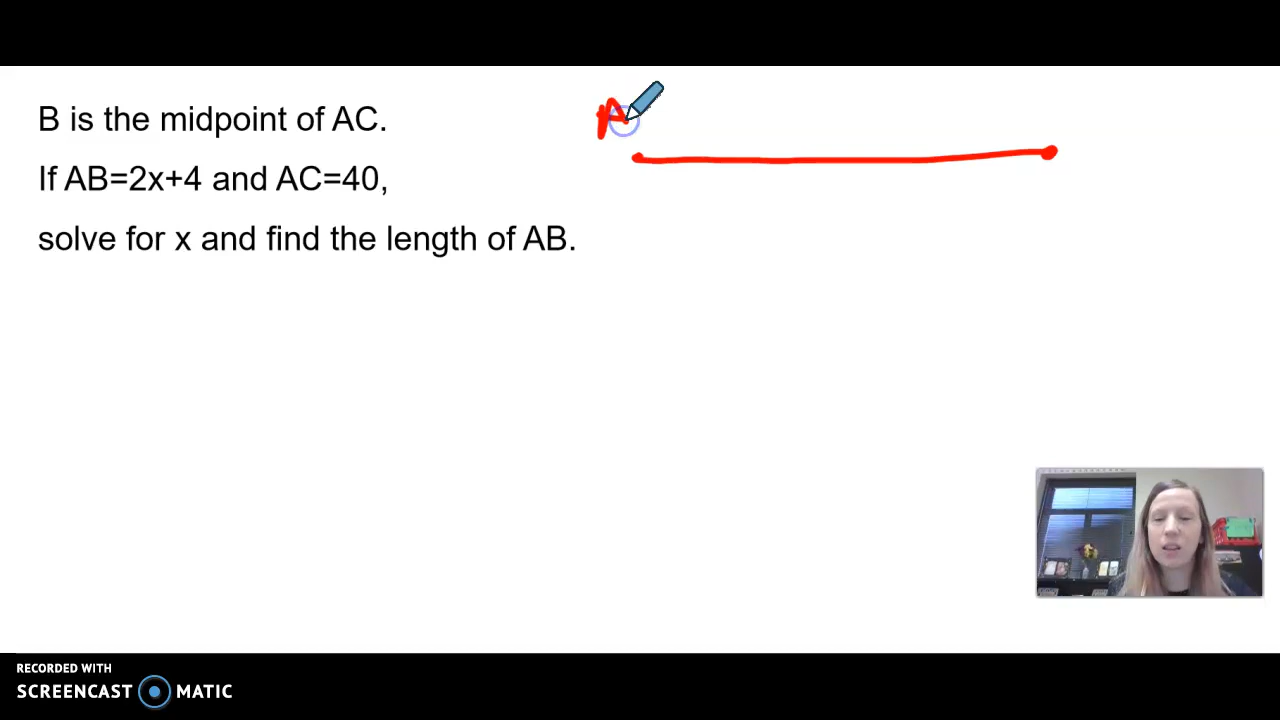 B is the midpoint of AC.
If AB=2x+4 and AC=40,
solve for x and find the length of AB.
A
RECORDED WITH
SCREENCAST MATIC